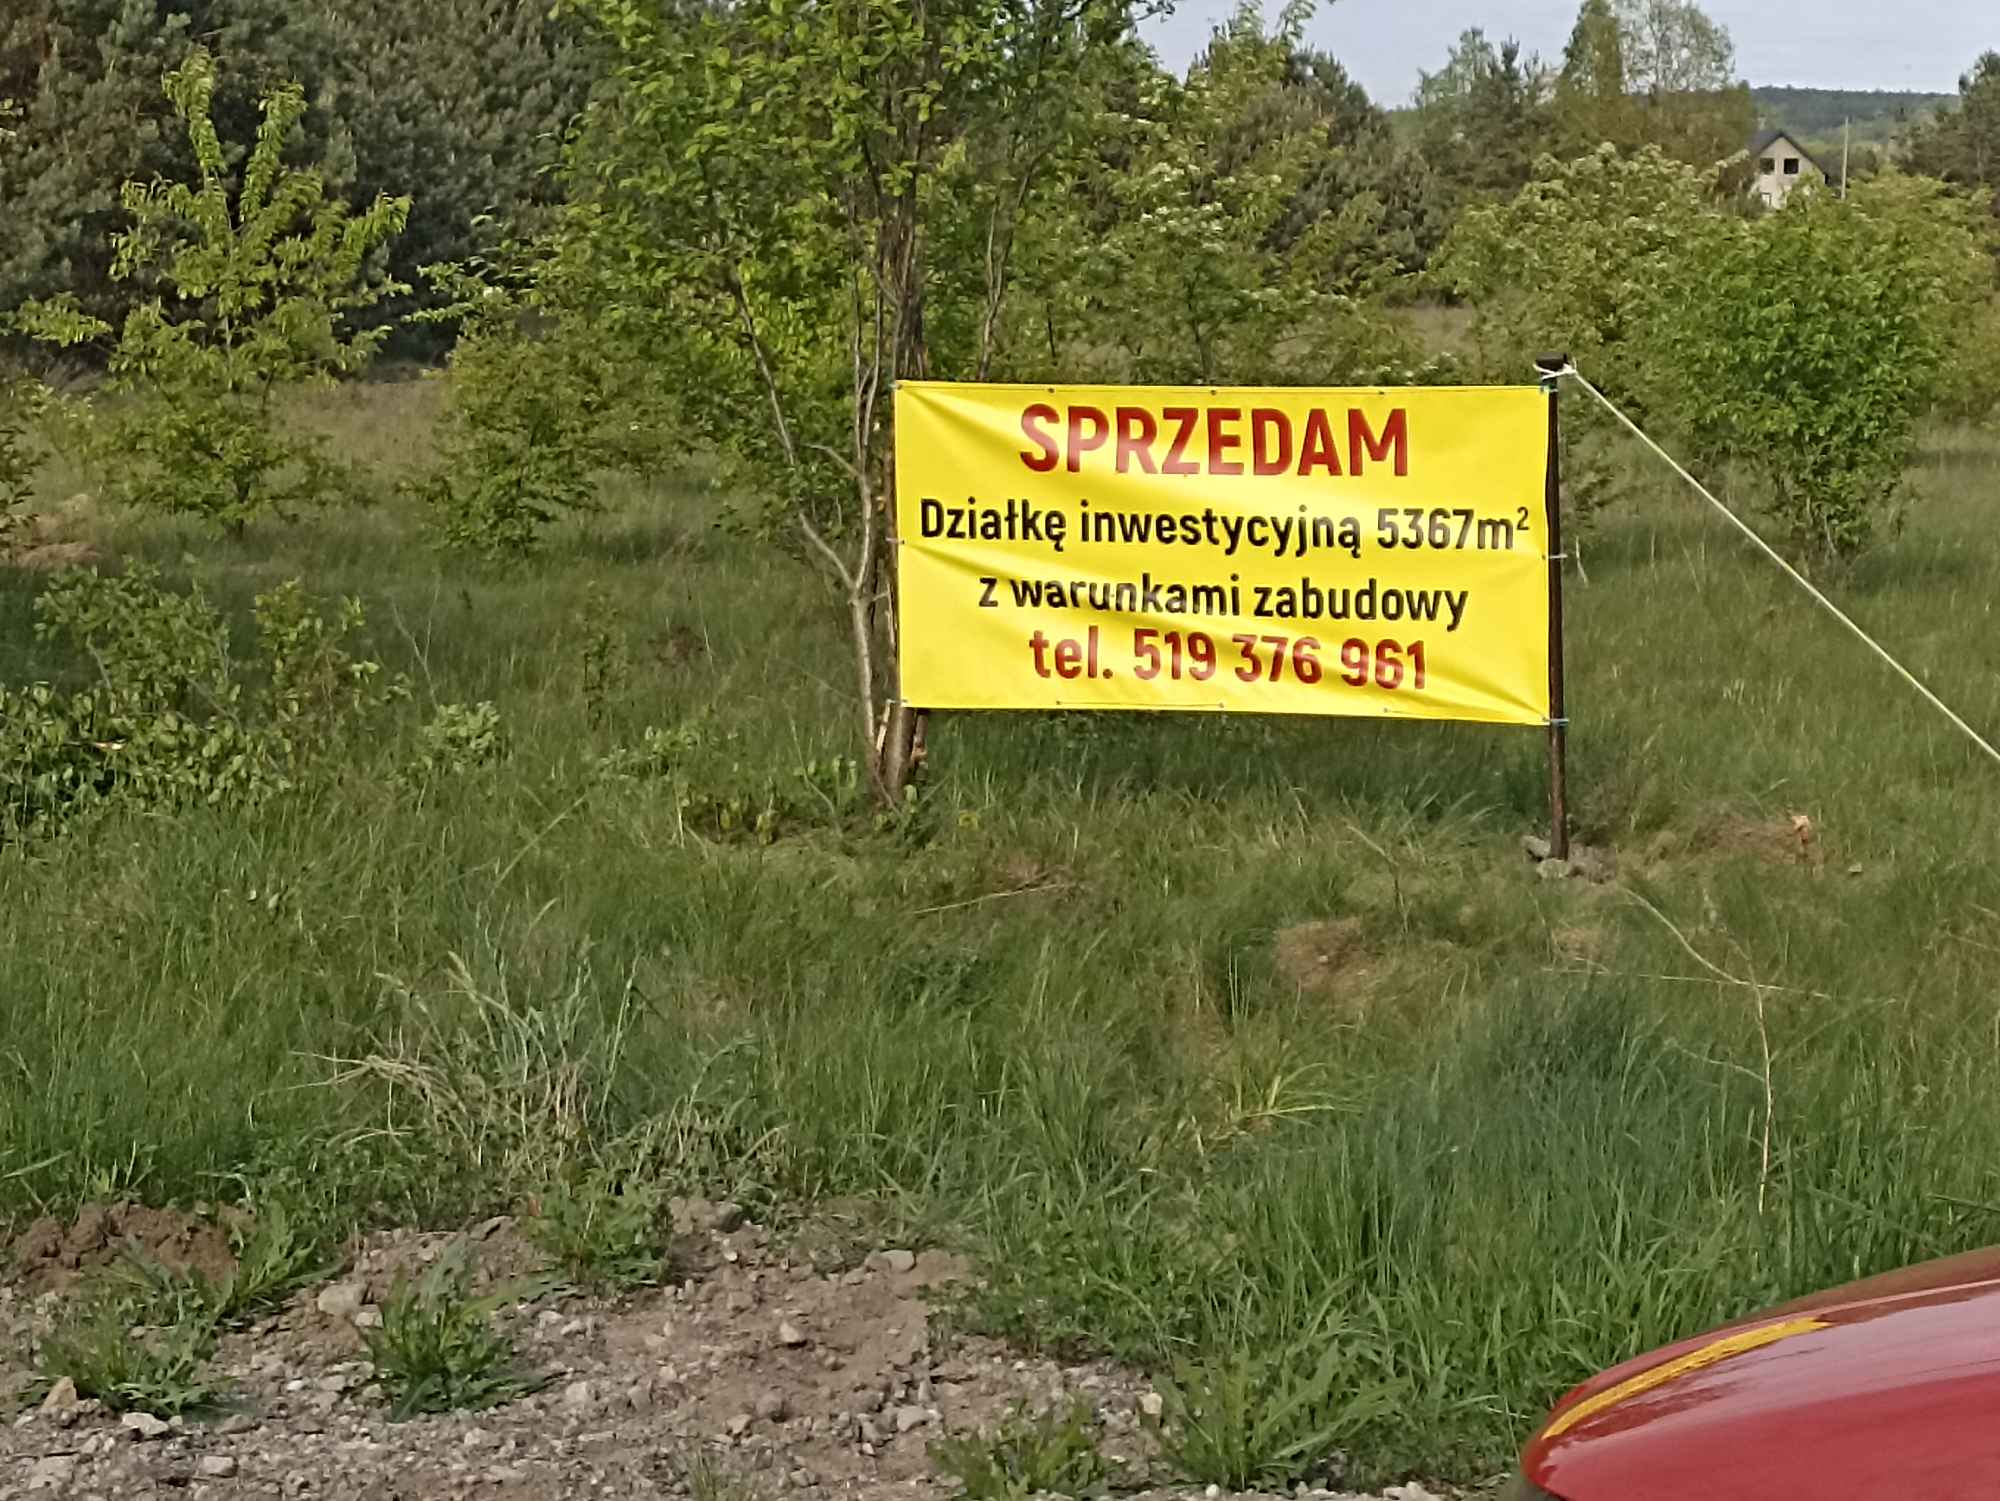 SPRZEDAM
Działkę inwestycyjną 5367m²
z warunkami zabudowy
tel. 519 376 961